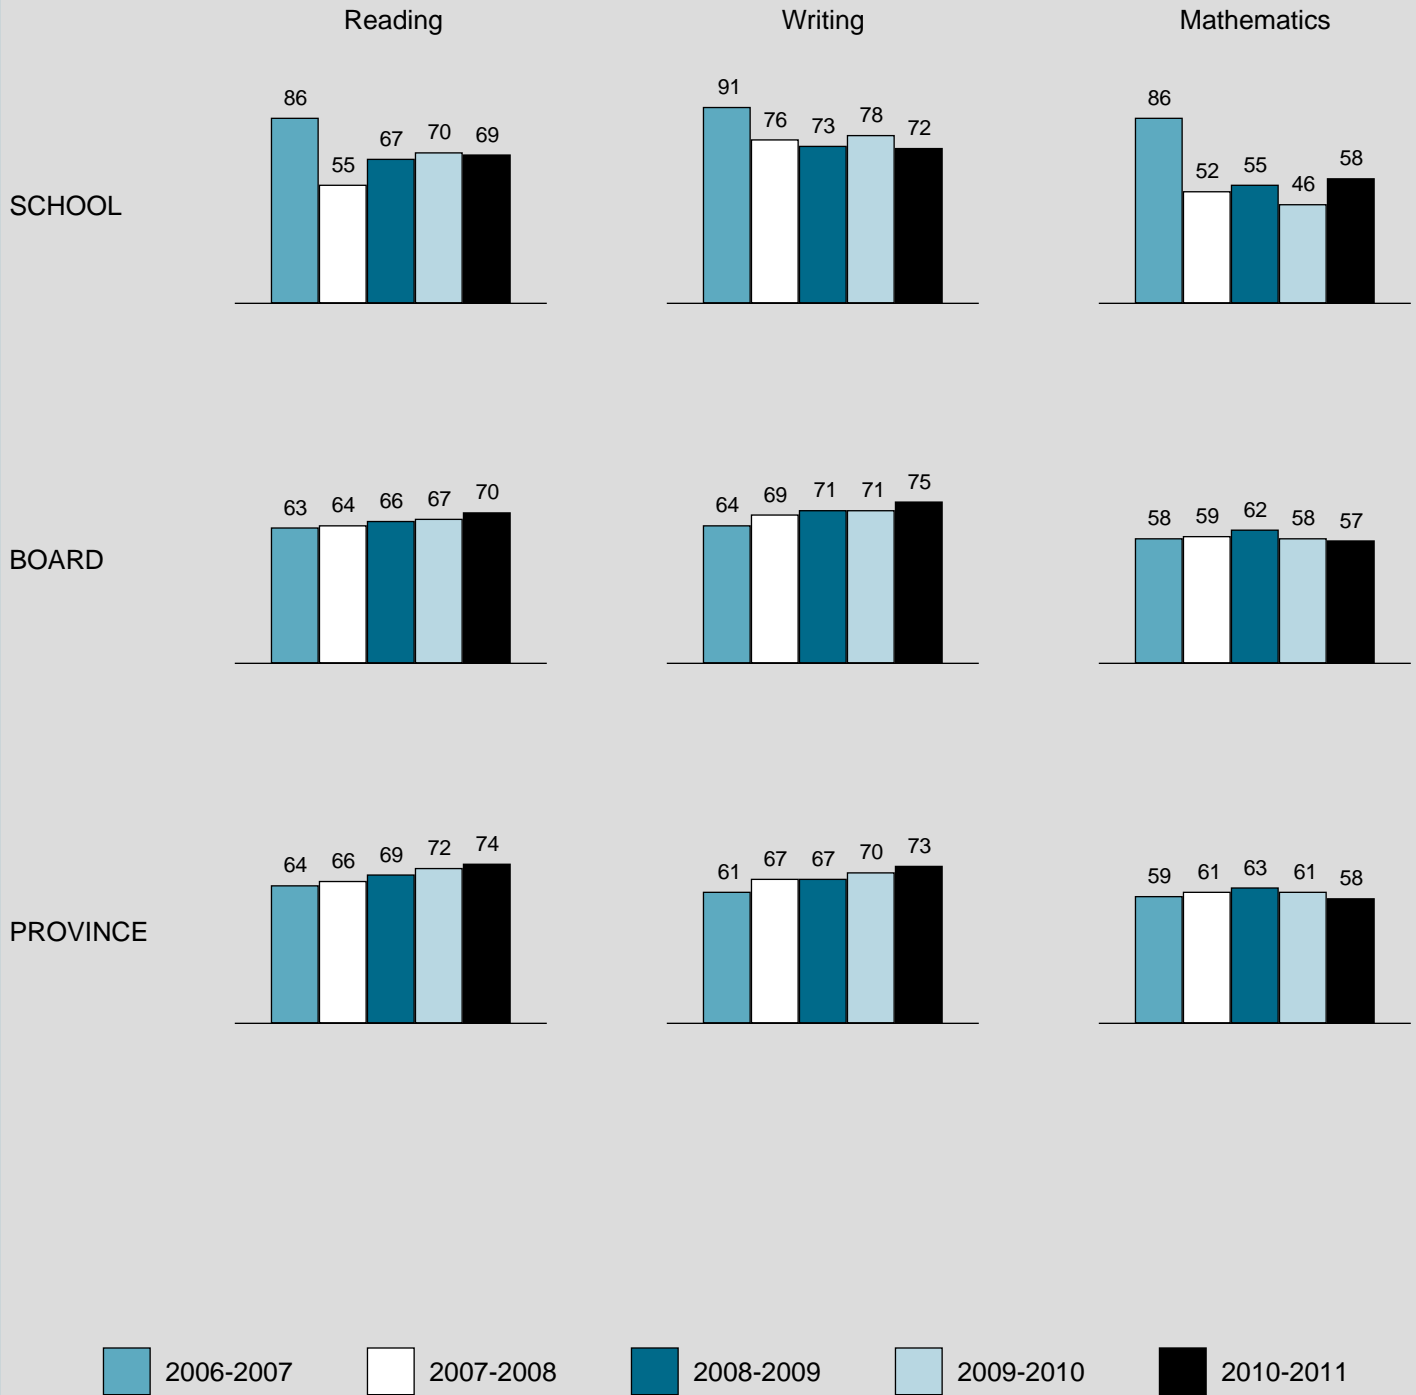 Reading Writing Mathematics
86 55 67 70 69 91 76 73 78 72 86 52 55 46 58
SCHOOL
63 64 66 67 70 64 69 71 71 75 58 59 62 58 57
BOARD
64 66 69 72 74 61 67 67 70 73 59 61 63 61 58
PROVINCE
2006-2007 2007-2008 2008-2009 2009-2010 2010-2011